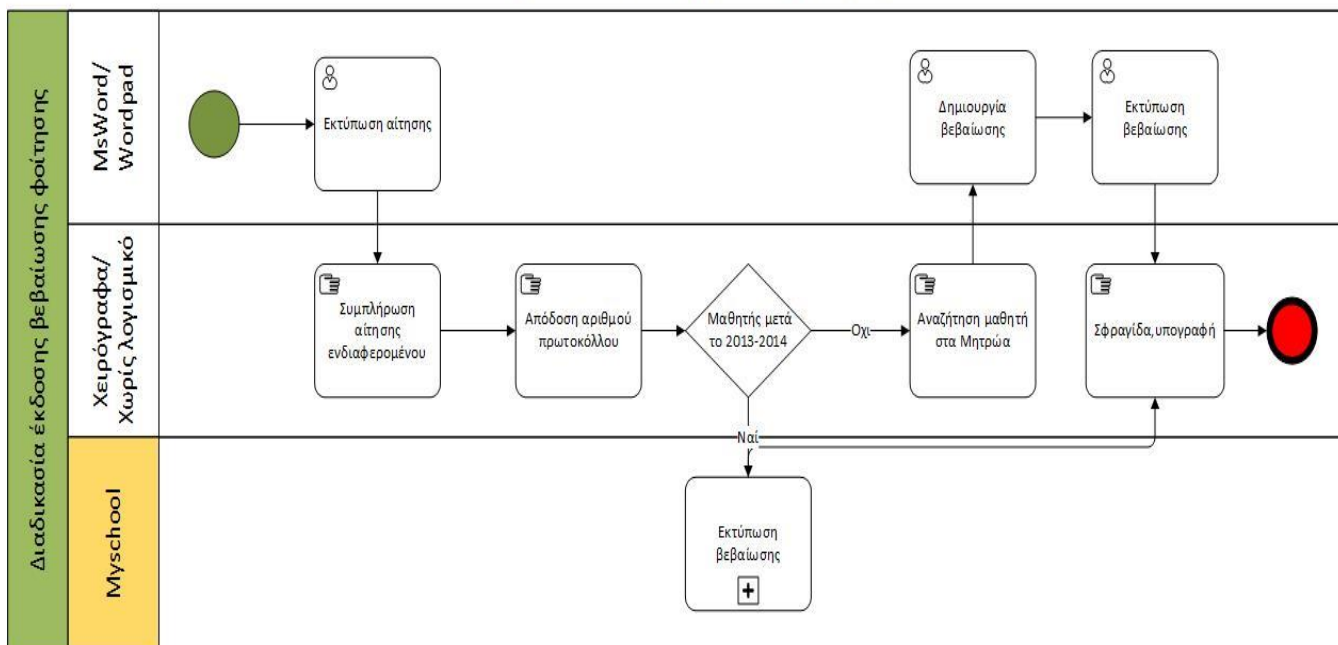 Διαδικασία έκδοσης βεβαίωσης φοίτησης
MsWord/
Wordpad
Εκτύπωση αίτησης
Δημιουργία
βεβαίωσης
Εκτύπωση
βεβαίωσης
Χειρόγραφα/
Χωρίς λογισμικό
Συμπλήρωση
αίτησης
ενδιαφερομένου
Απόδοση αριθμού
πρωτοκόλλου
Μαθητής μετά
το 2013-2014
Οχι
Αναζήτηση μαθητή
στα Μητρώα
Σφραγίδα,υπογραφή
Ναί
Myschool
Εκτύπωση
βεβαίωσης